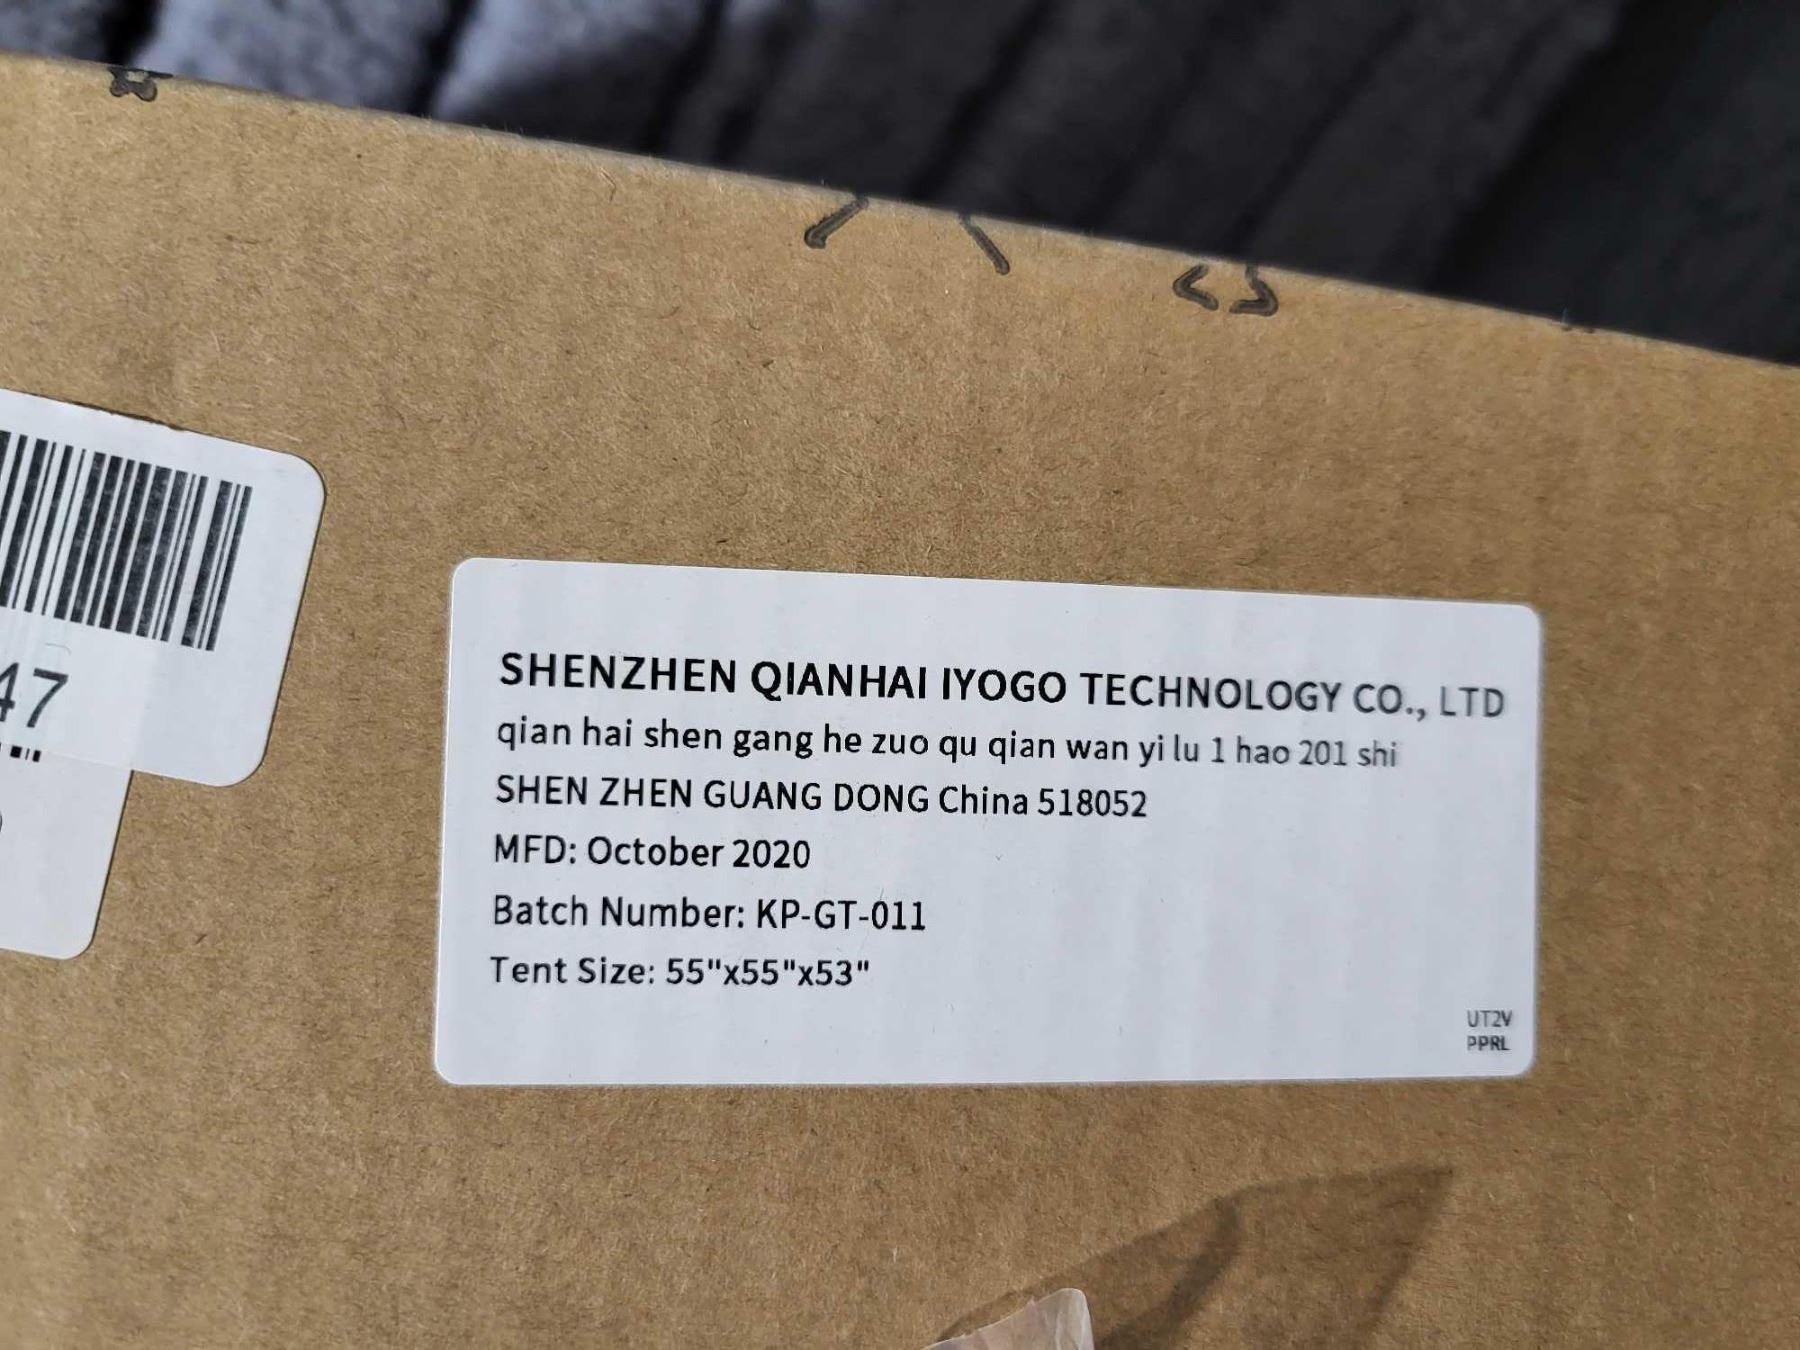 47
SHENZHEN QIANHAI IYOGO TECHNOLOGY CO., LTD
qian hai shen gang he zuo qu qian wan yi lu 1 hao 201 shi
SHEN ZHEN GUANG DONG China 518052
MFD: October 2020
Batch Number: KP-GT-011
Tent Size: 55"x55"x53"
UT2V
PPRL